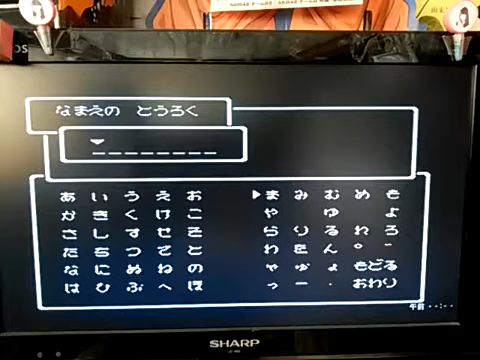 なまえの とうろく
あ い う え お ▶ま み む め も
か き く け こ や ゆ よ
さ し す せ そ ら り る れ ろ
た ち つ て と わ を ん ゜ ゛
な に ぬ ね の ゃ ゅ ょ もどる
は ひ ふ へ ほ っ ー ・ おわり
午前 --:--
SHARP